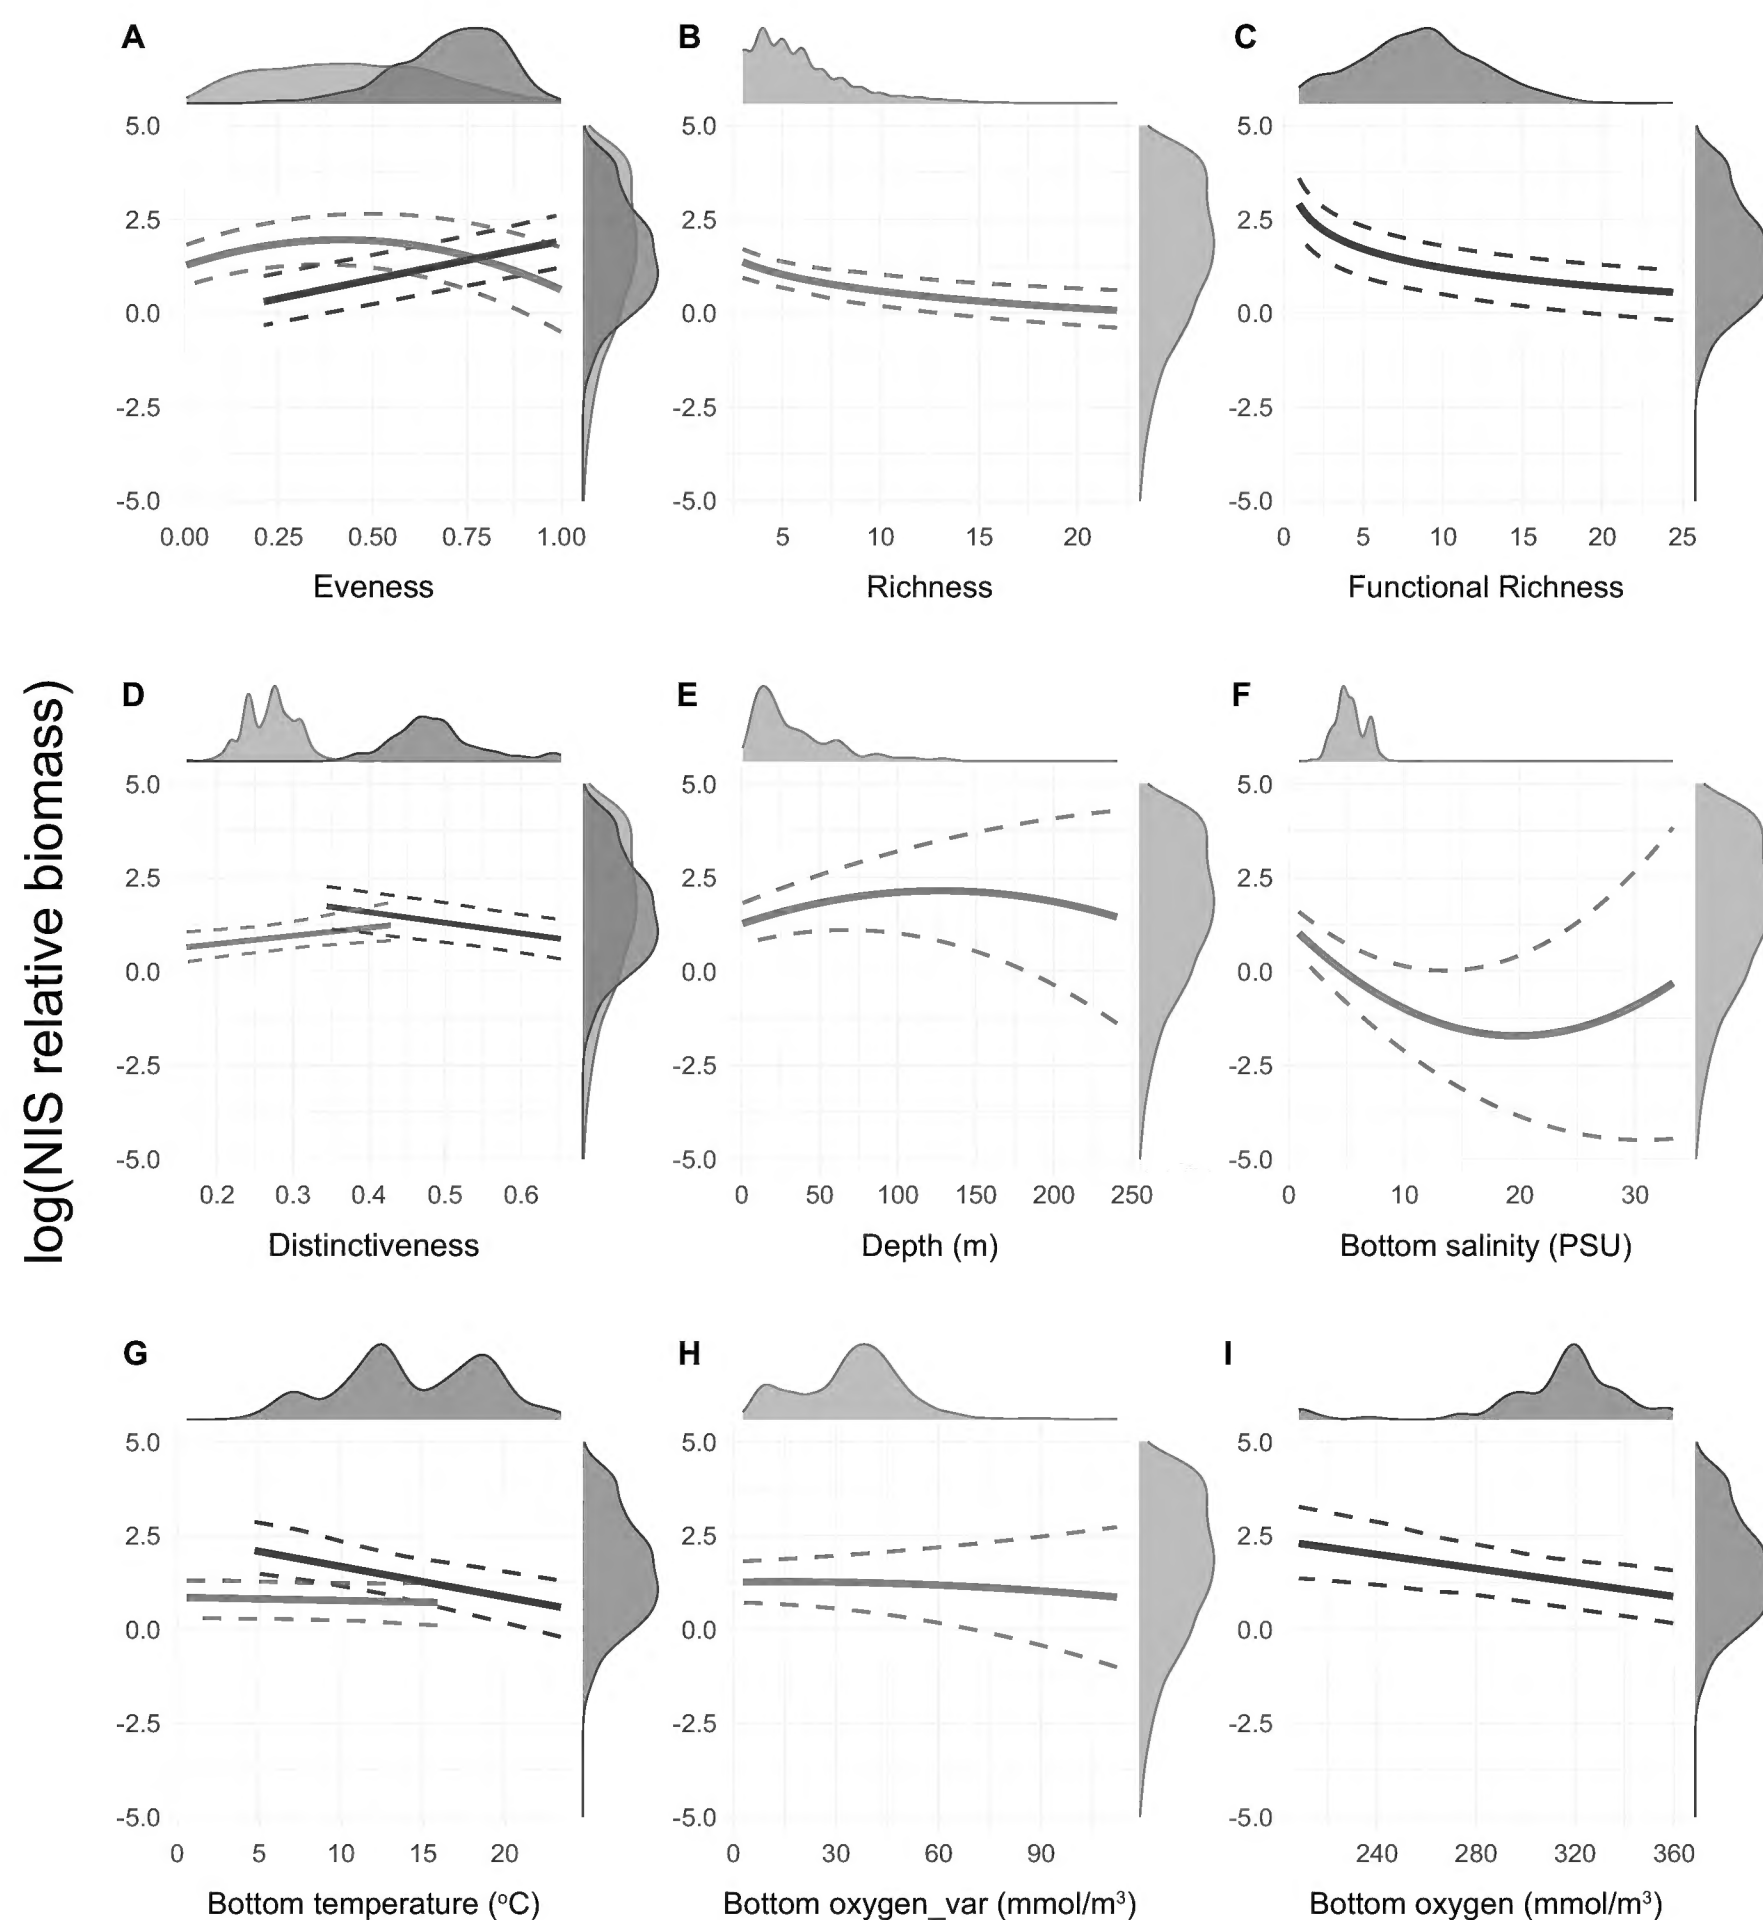 A
B
C
5.0
2.5
0.0
-2.5
-5.0
5.0
2.5
0.0
-2.5
-5.0
5.0
2.5
0.0
-2.5
-5.0
0.00 0.25 0.50 0.75 1.00
5 10 15 20
0 5 10 15 20 25
Eveness
Richness
Functional Richness
log(NIS relative biomass)
D
E
F
5.0
2.5
0.0
-2.5
-5.0
5.0
2.5
0.0
-2.5
-5.0
5.0
2.5
0.0
-2.5
-5.0
0.2 0.3 0.4 0.5 0.6
0 50 100 150 200 250
0 10 20 30
Distinctiveness
Depth (m)
Bottom salinity (PSU)
G
H
I
5.0
2.5
0.0
-2.5
-5.0
5.0
2.5
0.0
-2.5
-5.0
5.0
2.5
0.0
-2.5
-5.0
0 5 10 15 20
0 30 60 90
240 280 320 360
Bottom temperature (ºC)
Bottom oxygen_var (mmol/m³)
Bottom oxygen (mmol/m³)